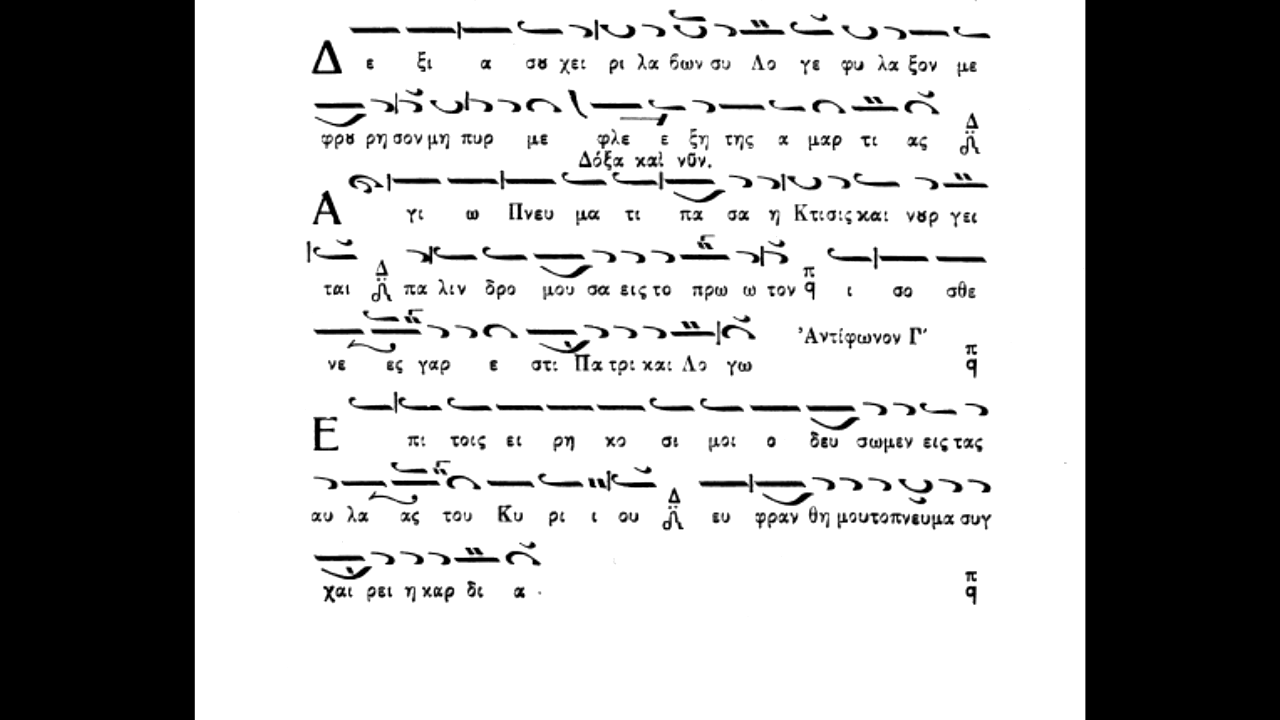 Δ ε ξι α σȣ χει ρι λα βων συ Λο γε φυ λα ξον με
φρȣ ρη σον μη πυρ με φλε ε ξη της α μαρ τι ας Δ
Δόξα καὶ νῦν.
Α γι ω Πνευ μα τι πα σα η Κτισις και νȣρ γει
ται Δ πα λιν δρο μου σα εις το πρω ω τον π q ι σο σθε
νε ες γαρ ε στι Πα τρι και Λο γω Ἀντίφωνον Γ΄ π q
Ε πι τοις ει ρη κο σι μοι ο δευ σωμεν εις τας
αυ λα ας του Κυ ρι ι ου Δ ευ φραν θη μου το πνευμα συγ
χαι ρει η καρ δι α . π q